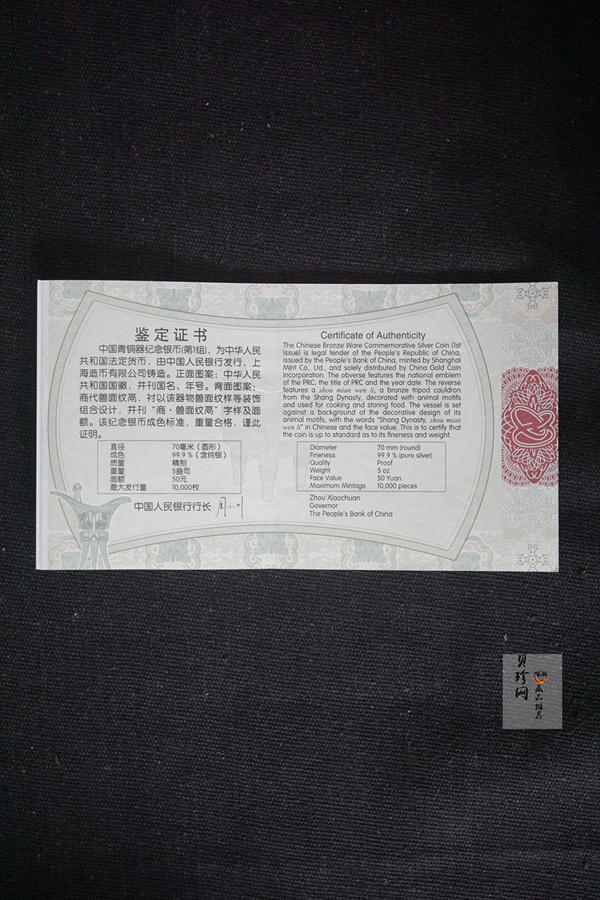 鉴定证书
中国青铜器纪念银币(第1组)，为中华人民
共和国法定货币，由中国人民银行发行，上
海造币有限公司铸造。正面图案：中华人民
共和国国徽，并刊国名、年号。背面图案：
商代兽面纹鬲，衬以该器物兽面纹样等装饰
组合设计，并刊“商·兽面纹鬲”字样及面
额。该纪念银币成色标准，重量合格，谨此
证明。
直径 70毫米（圆形）
成色 99.9％（含纯银）
质量 精制
重量 5盎司
面额 50元
最大发行量 10,000枚
中国人民银行行长
Certificate of Authenticity
The Chinese Bronze Ware Commemorative Silver Coin (1st
Issue) is legal tender of the People's Republic of China,
issued by the People's Bank of China, minted by Shanghai
Mint Co., Ltd., and solely distributed by China Gold Coin
Incorporation. The obverse features the national emblem
of the PRC, the title of PRC and the year date. The reverse
features a shou mian wen li, a bronze tripod cauldron
from the Shang Dynasty, decorated with animal motifs
and used for cooking and storing food. The vessel is set
against a background of the decorative design of its
animal motifs, with the words "Shang Dynasty, shou mian
wen li" in Chinese and the face value. This is to certify that
the coin is up to standard as to its fineness and weight.
Diameter 70 mm (round)
Fineness 99.9 % (pure silver)
Quality Proof
Weight 5 oz
Face Value 50 Yuan
Maximum Mintage 10,000 pieces
Zhou Xiaochuan
Governor
The People's Bank of China
贝珍网
藏品推荐